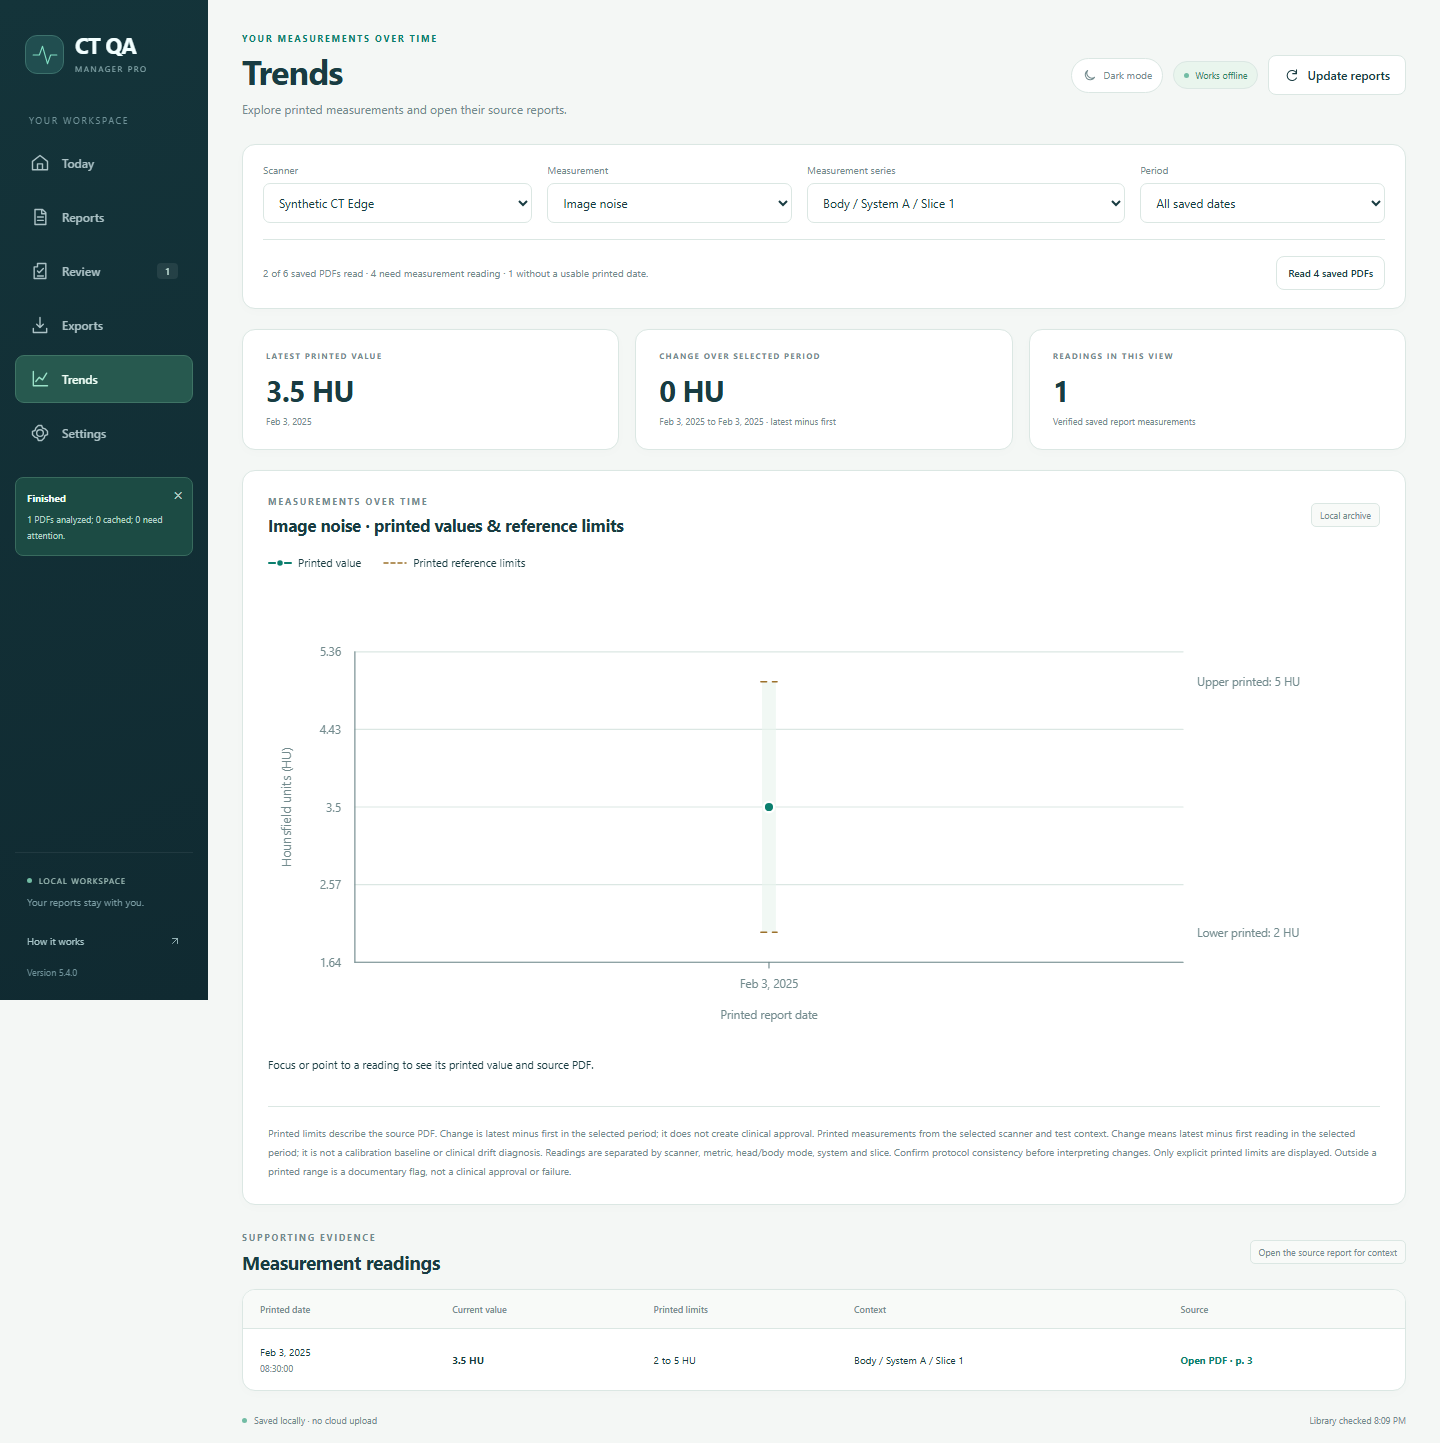 CT QA
MANAGER PRO
YOUR WORKSPACE
Today
Reports
Review 1
Exports
Trends
Settings
Finished
1 PDFs analyzed; 0 cached; 0 need
attention.
LOCAL WORKSPACE
Your reports stay with you.
How it works
Version 5.4.0
YOUR MEASUREMENTS OVER TIME
Trends
Explore printed measurements and open their source reports.
Dark mode
Works offline
Update reports
Scanner
Synthetic CT Edge
Measurement
Image noise
Measurement series
Body / System A / Slice 1
Period
All saved dates
2 of 6 saved PDFs read · 4 need measurement reading · 1 without a usable printed date.
Read 4 saved PDFs
LATEST PRINTED VALUE
3.5 HU
Feb 3, 2025
CHANGE OVER SELECTED PERIOD
0 HU
Feb 3, 2025 to Feb 3, 2025 · latest minus first
READINGS IN THIS VIEW
1
Verified saved report measurements
MEASUREMENTS OVER TIME
Image noise · printed values & reference limits
Local archive
Printed value
Printed reference limits
5.36
4.43
3.5
2.57
1.64
Hounsfield units (HU)
Upper printed: 5 HU
Lower printed: 2 HU
Feb 3, 2025
Printed report date
Focus or point to a reading to see its printed value and source PDF.
Printed limits describe the source PDF. Change is latest minus first in the selected period; it does not create clinical approval. Printed measurements from the selected scanner and test context. Change means latest minus first reading in the selected
period; it is not a calibration baseline or clinical drift diagnosis. Readings are separated by scanner, metric, head/body mode, system and slice. Confirm protocol consistency before interpreting changes. Only explicit printed limits are displayed. Outside a
printed range is a documentary flag, not a clinical approval or failure.
SUPPORTING EVIDENCE
Measurement readings
Open the source report for context
Printed date Current value Printed limits Context Source
Feb 3, 2025
08:30:00
3.5 HU 2 to 5 HU Body / System A / Slice 1 Open PDF · p. 3
Saved locally · no cloud upload
Library checked 8:09 PM